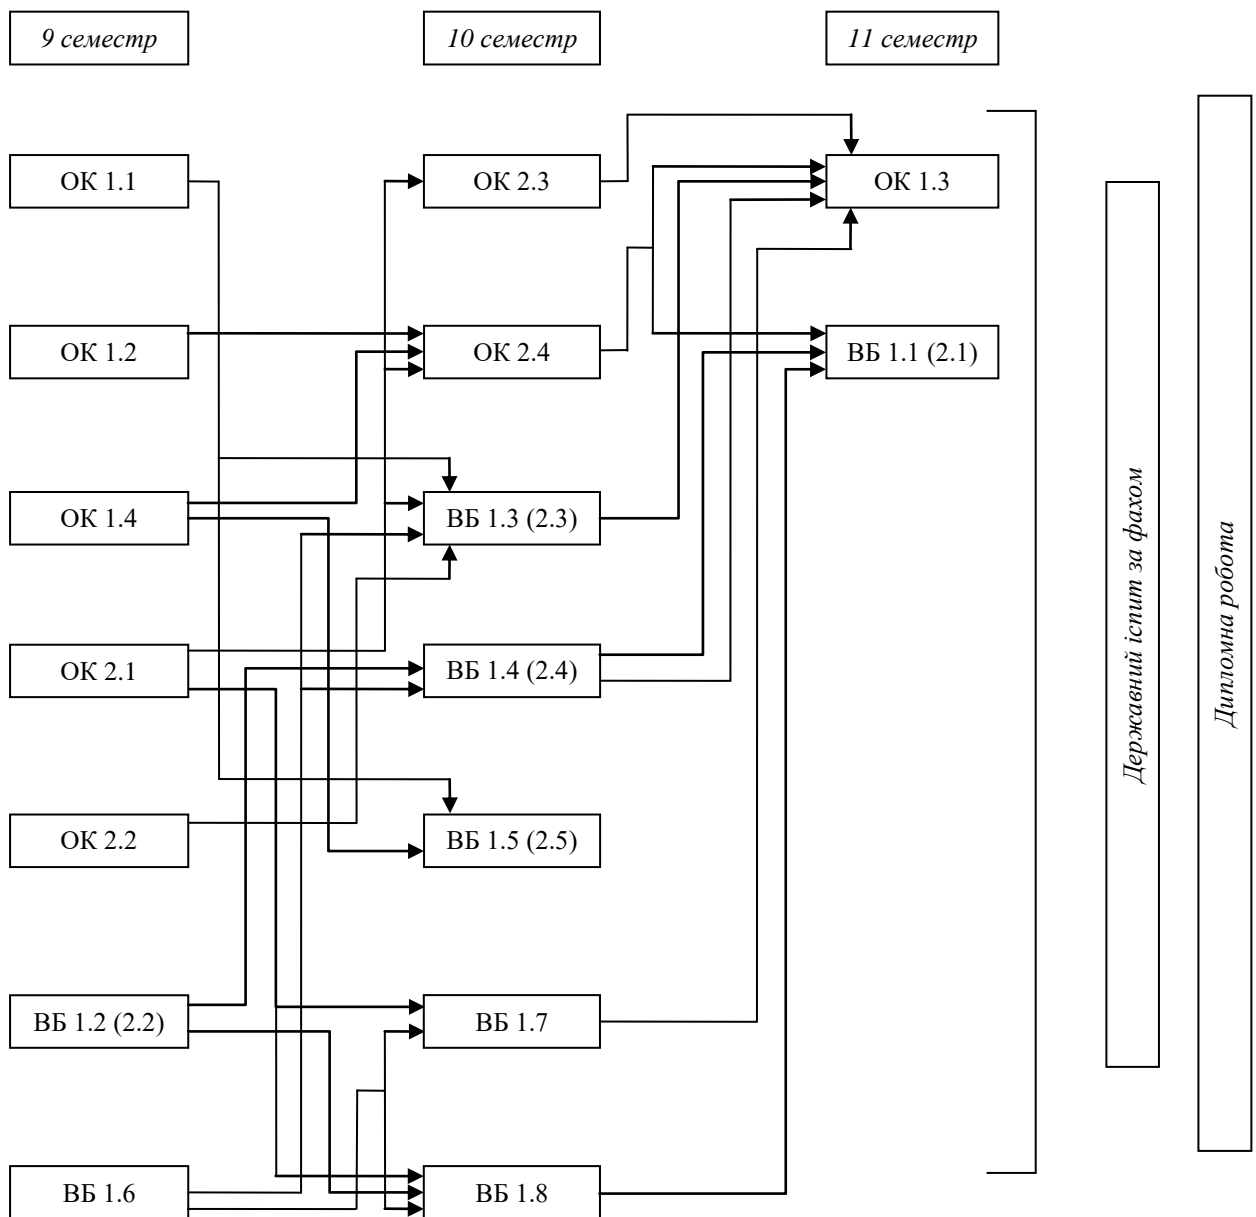 9 семестр
10 семестр
11 семестр
ОК 1.1
ОК 2.3
ОК 1.3
ОК 1.2
ОК 2.4
ВБ 1.1 (2.1)
ОК 1.4
ВБ 1.3 (2.3)
ОК 2.1
ВБ 1.4 (2.4)
ОК 2.2
ВБ 1.5 (2.5)
ВБ 1.2 (2.2)
ВБ 1.7
ВБ 1.6
ВБ 1.8
Державний іспит за фахом
Дипломна робота